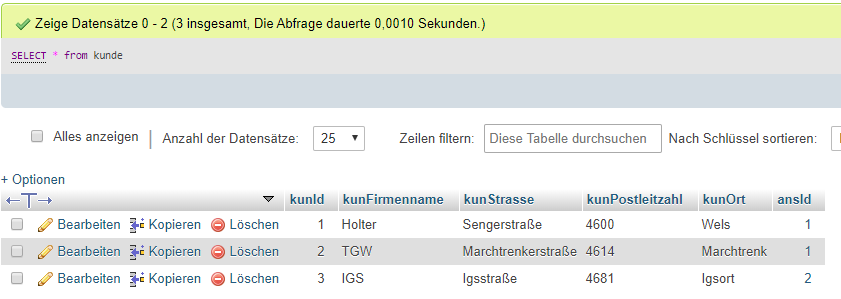 Zeige Datensätze 0 - 2 (3 insgesamt, Die Abfrage dauerte 0,0010 Sekunden.)
SELECT * from kunde
Alles anzeigen Anzahl der Datensätze: 25 Zeilen filtern: Diese Tabelle durchsuchen Nach Schlüssel sortieren:
+ Optionen
←T→ kunId kunFirmenname kunStrasse kunPostleitzahl kunOrt ansId
Bearbeiten Kopieren Löschen 1 Holter Sengerstraße 4600 Wels 1
Bearbeiten Kopieren Löschen 2 TGW Marchtrenkerstraße 4614 Marchtrenk 1
Bearbeiten Kopieren Löschen 3 IGS Igsstraße 4681 Igsort 2